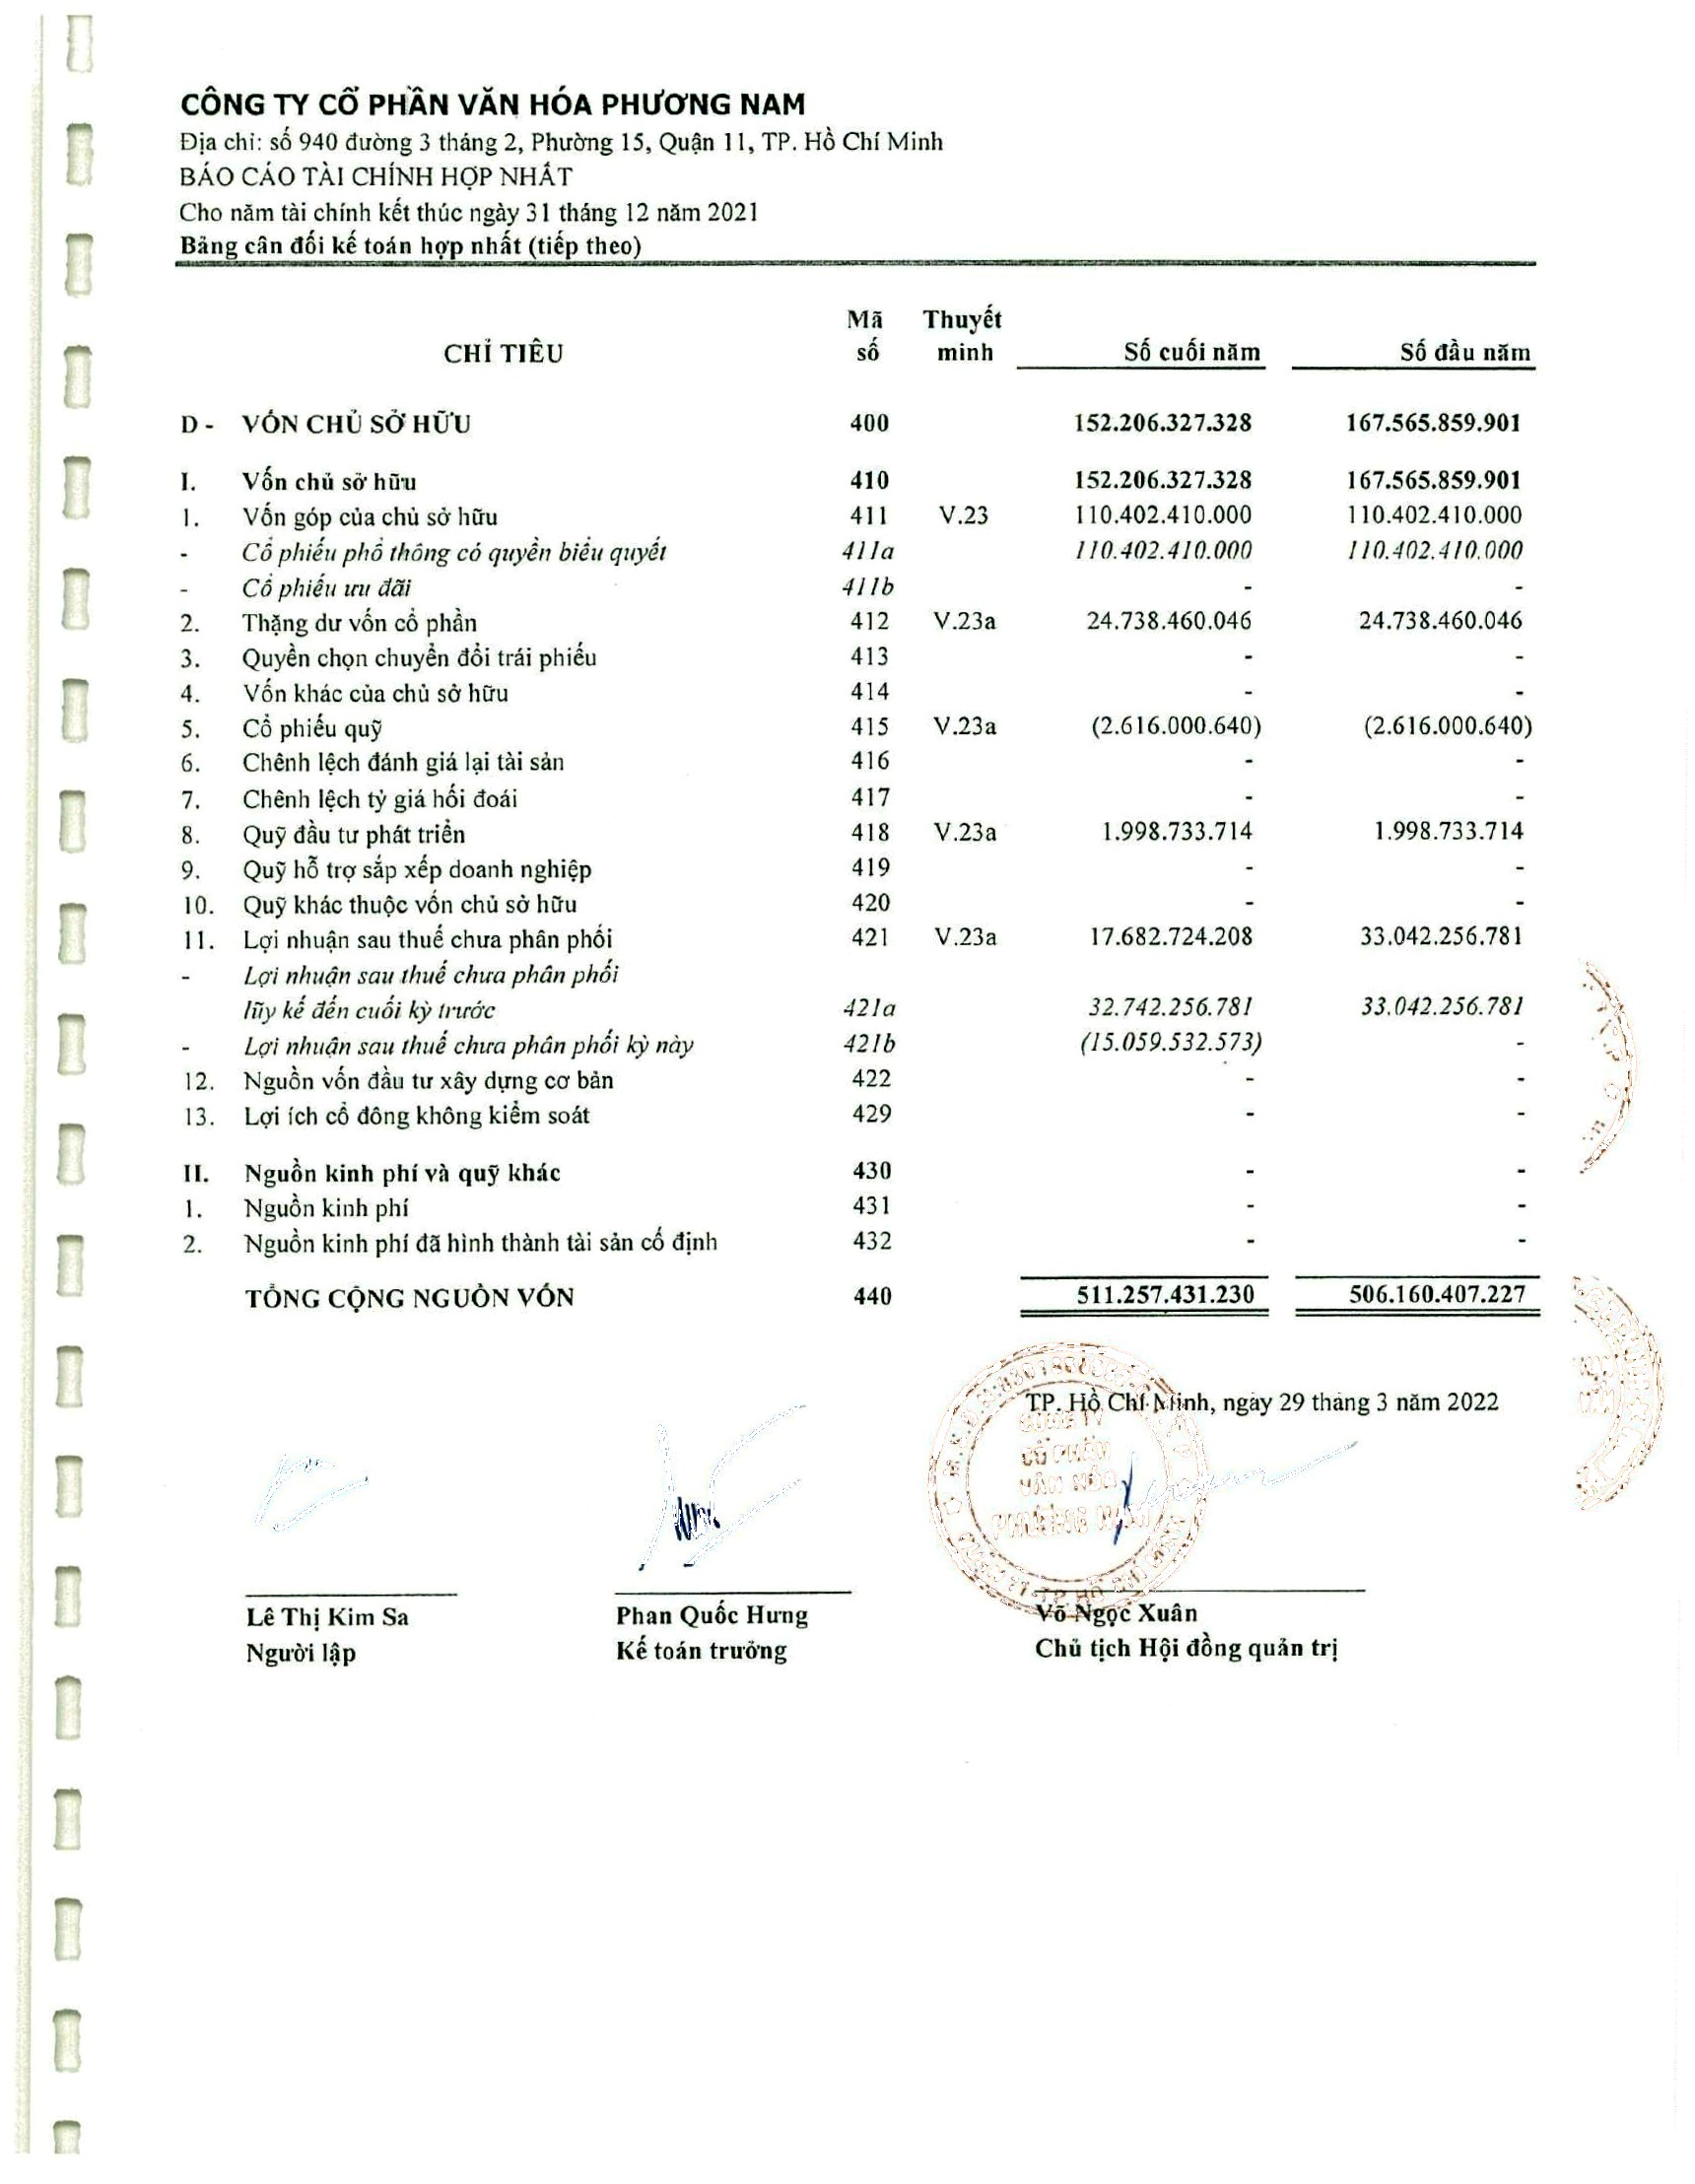 CÔNG TY CỔ PHẦN VĂN HÓA PHƯƠNG NAM
Địa chỉ: số 940 đường 3 tháng 2, Phường 15, Quận 11, TP. Hồ Chí Minh
BÁO CÁO TÀI CHÍNH HỢP NHẤT
Cho năm tài chính kết thúc ngày 31 tháng 12 năm 2021
Bảng cân đối kế toán hợp nhất (tiếp theo)
CHỈ TIÊU Mã số Thuyết minh Số cuối năm Số đầu năm
D - VỐN CHỦ SỞ HỮU 400 152.206.327.328 167.565.859.901
I. Vốn chủ sở hữu 410 152.206.327.328 167.565.859.901
1. Vốn góp của chủ sở hữu 411 V.23 110.402.410.000 110.402.410.000
- Cổ phiếu phổ thông có quyền biểu quyết 411a 110.402.410.000 110.402.410.000
- Cổ phiếu ưu đãi 411b - -
2. Thặng dư vốn cổ phần 412 V.23a 24.738.460.046 24.738.460.046
3. Quyền chọn chuyển đổi trái phiếu 413 - -
4. Vốn khác của chủ sở hữu 414 - -
5. Cổ phiếu quỹ 415 V.23a (2.616.000.640) (2.616.000.640)
6. Chênh lệch đánh giá lại tài sản 416 - -
7. Chênh lệch tỷ giá hối đoái 417 - -
8. Quỹ đầu tư phát triển 418 V.23a 1.998.733.714 1.998.733.714
9. Quỹ hỗ trợ sắp xếp doanh nghiệp 419 - -
10. Quỹ khác thuộc vốn chủ sở hữu 420 - -
11. Lợi nhuận sau thuế chưa phân phối 421 V.23a 17.682.724.208 33.042.256.781
- Lợi nhuận sau thuế chưa phân phối
lũy kế đến cuối kỳ trước 421a 32.742.256.781 33.042.256.781
- Lợi nhuận sau thuế chưa phân phối kỳ này 421b (15.059.532.573) -
12. Nguồn vốn đầu tư xây dựng cơ bản 422 - -
13. Lợi ích cổ đông không kiểm soát 429 - -
II. Nguồn kinh phí và quỹ khác 430 - -
1. Nguồn kinh phí 431 - -
2. Nguồn kinh phí đã hình thành tài sản cố định 432 - -
TỔNG CỘNG NGUỒN VỐN 440 511.257.431.230 506.160.407.227
TP. Hồ Chí Minh, ngày 29 tháng 3 năm 2022
CÔNG TY
CỔ PHẦN
VĂN HÓA
PHƯƠNG NAM
Lê Thị Kim Sa Phan Quốc Hưng Võ Ngọc Xuân
Người lập Kế toán trưởng Chủ tịch Hội đồng quản trị